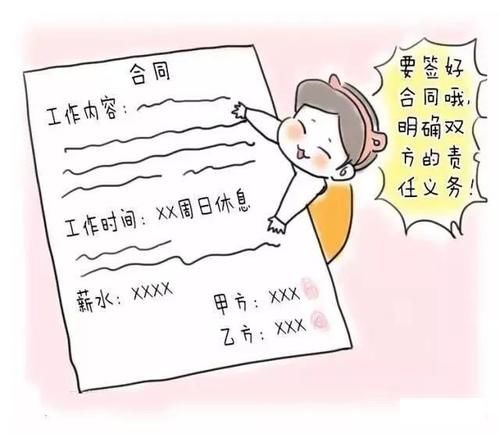 合同
工作内容：
工作时间：XX周日休息
薪水：XXXX
甲方：XXX
乙方：XXX
要签好
合同哦，
明确双
方的责
任义务！